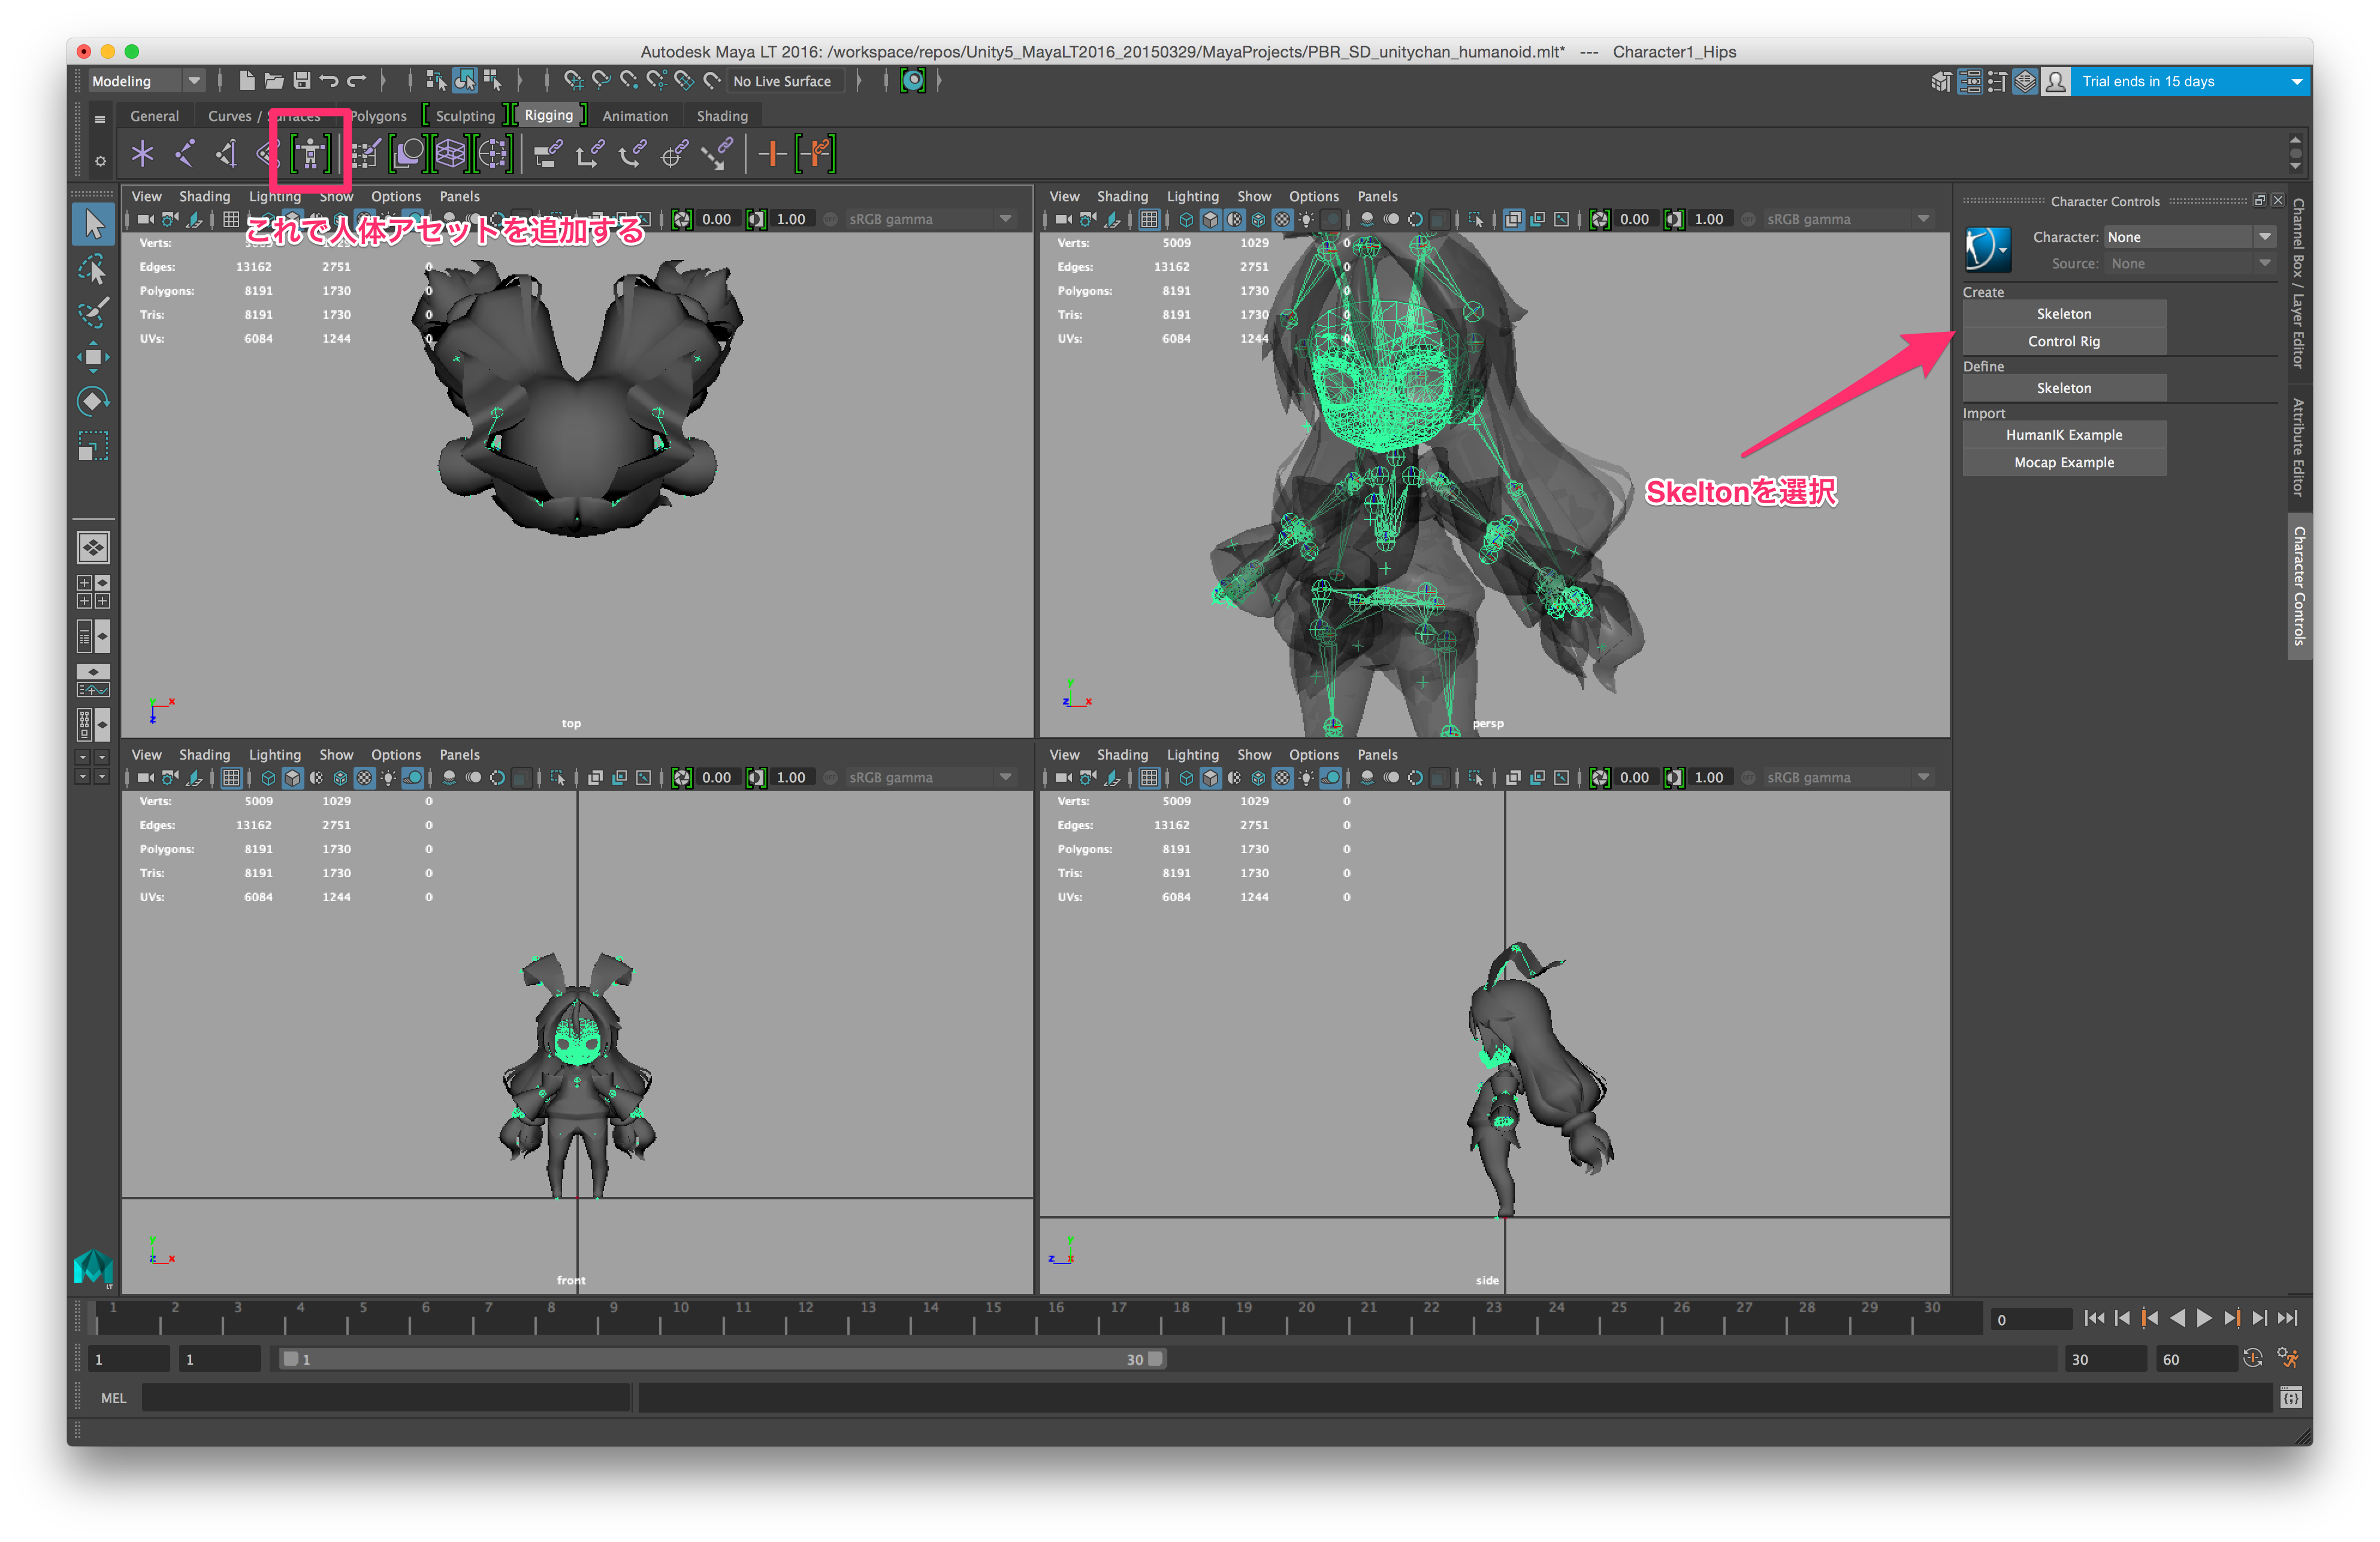 Autodesk Maya LT 2016: /workspace/repos/Unity5_MayaLT2016_20150329/MayaProjects/PBR_SD_unitychan_humanoid.mlt* --- Character1_Hips
Modeling No Live Surface Trial ends in 15 days
General Curves / Surfaces Polygons Sculpting Rigging Animation Shading
View Shading Lighting Show Options Panels
0.00 1.00 sRGB gamma
これで人体アセットを追加する
Verts: 5009 1029 0
Edges: 13162 2751 0
Polygons: 8191 1730 0
Tris: 8191 1730 0
UVs: 6084 1244 0
y x z
top
View Shading Lighting Show Options Panels
0.00 1.00 sRGB gamma
Verts: 5009 1029 0
Edges: 13162 2751 0
Polygons: 8191 1730 0
Tris: 8191 1730 0
UVs: 6084 1244 0
Skeltonを選択
y z x
persp
Character Controls
Character: None
Source: None
Create
Skeleton
Control Rig
Define
Skeleton
Import
HumanIK Example
Mocap Example
Channel Box / Layer Editor
Attribute Editor
Character Controls
View Shading Lighting Show Options Panels
0.00 1.00 sRGB gamma
Verts: 5009 1029 0
Edges: 13162 2751 0
Polygons: 8191 1730 0
Tris: 8191 1730 0
UVs: 6084 1244 0
y z x
front
View Shading Lighting Show Options Panels
0.00 1.00 sRGB gamma
Verts: 5009 1029 0
Edges: 13162 2751 0
Polygons: 8191 1730 0
Tris: 8191 1730 0
UVs: 6084 1244 0
y z x
side
LT
1 2 3 4 5 6 7 8 9 10 11 12 13 14 15 16 17 18 19 20 21 22 23 24 25 26 27 28 29 30 0
1 1 1 30 30 60
MEL